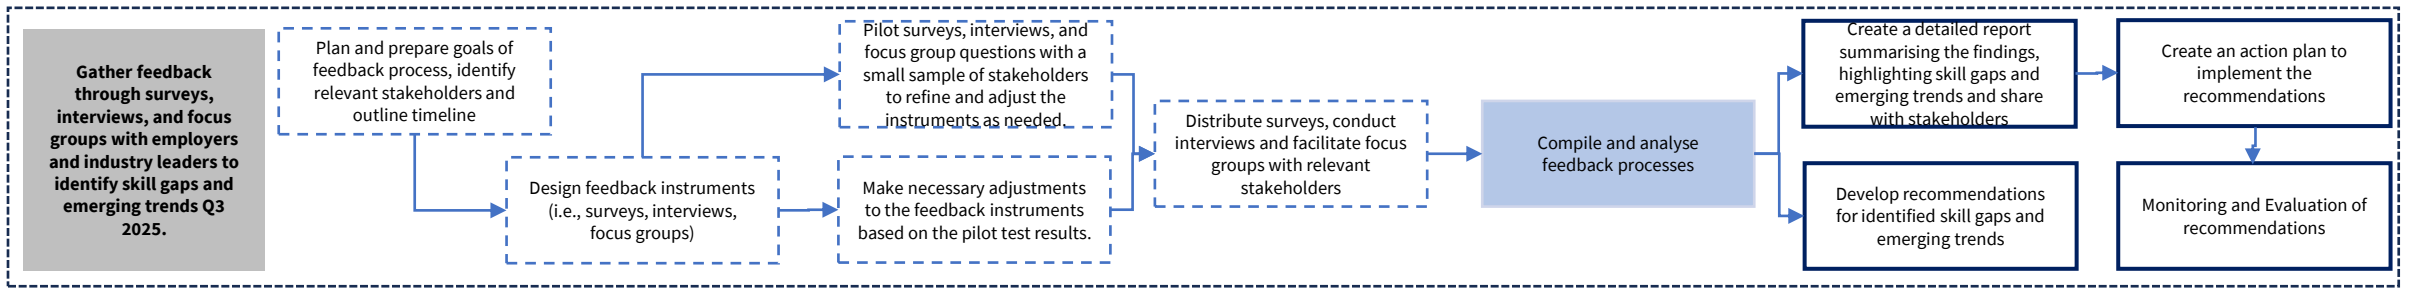 Gather feedback
through surveys,
interviews, and focus
groups with employers
and industry leaders to
identify skill gaps and
emerging trends Q3
2025.
Plan and prepare goals of
feedback process, identify
relevant stakeholders and
outline timeline
Design feedback instruments
(i.e., surveys, interviews,
focus groups)
Pilot surveys, interviews, and
focus group questions with a
small sample of stakeholders
to refine and adjust the
instruments as needed.
Make necessary adjustments
to the feedback instruments
based on the pilot test results.
Distribute surveys, conduct
interviews and facilitate focus
groups with relevant
stakeholders
Compile and analyse
feedback processes
Create a detailed report
summarising the findings,
highlighting skill gaps and
emerging trends and share
with stakeholders
Develop recommendations
for identified skill gaps and
emerging trends
Create an action plan to
implement the
recommendations
Monitoring and Evaluation of
recommendations